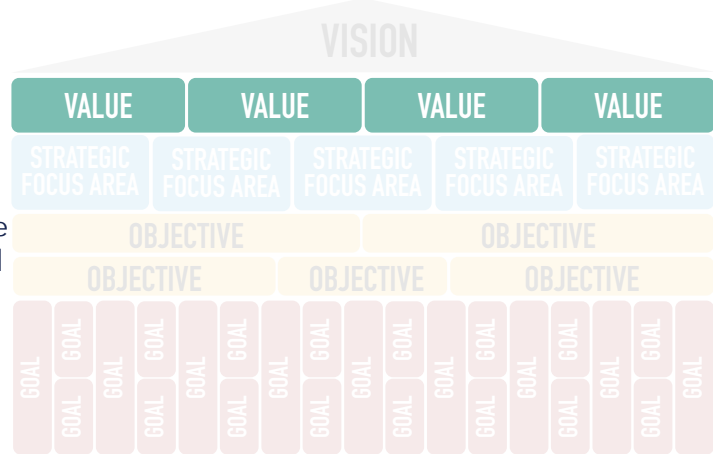 VISION
VALUE VALUE VALUE VALUE
STRATEGIC STRATEGIC STRATEGIC STRATEGIC STRATEGIC
FOCUS AREA FOCUS AREA FOCUS AREA FOCUS AREA FOCUS AREA
e OBJECTIVE OBJECTIVE
OBJECTIVE OBJECTIVE OBJECTIVE
GOAL GOAL GOAL GOAL GOAL GOAL GOAL GOAL
GOAL GOAL GOAL GOAL GOAL GOAL GOAL GOAL GOAL
GOAL GOAL GOAL GOAL GOAL GOAL GOAL GOAL